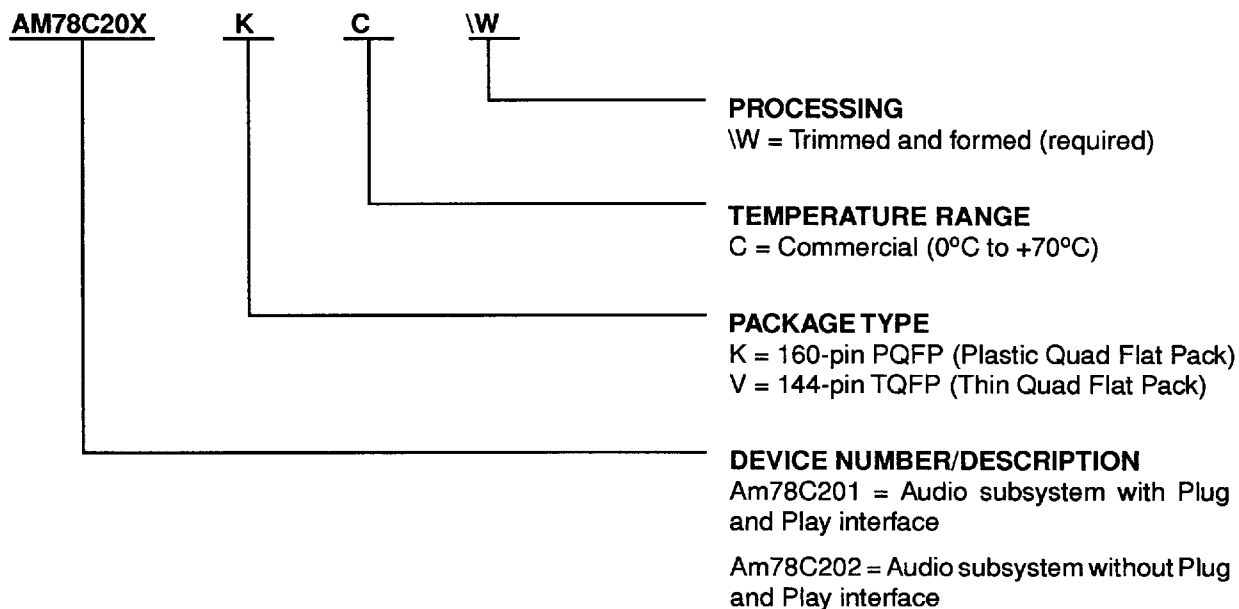 AM78C20X K C \W
PROCESSING
\W = Trimmed and formed (required)
TEMPERATURE RANGE
C = Commercial (0ºC to +70ºC)
PACKAGE TYPE
K = 160-pin PQFP (Plastic Quad Flat Pack)
V = 144-pin TQFP (Thin Quad Flat Pack)
DEVICE NUMBER/DESCRIPTION
Am78C201 = Audio subsystem with Plug
and Play interface
Am78C202 = Audio subsystem without Plug
and Play interface